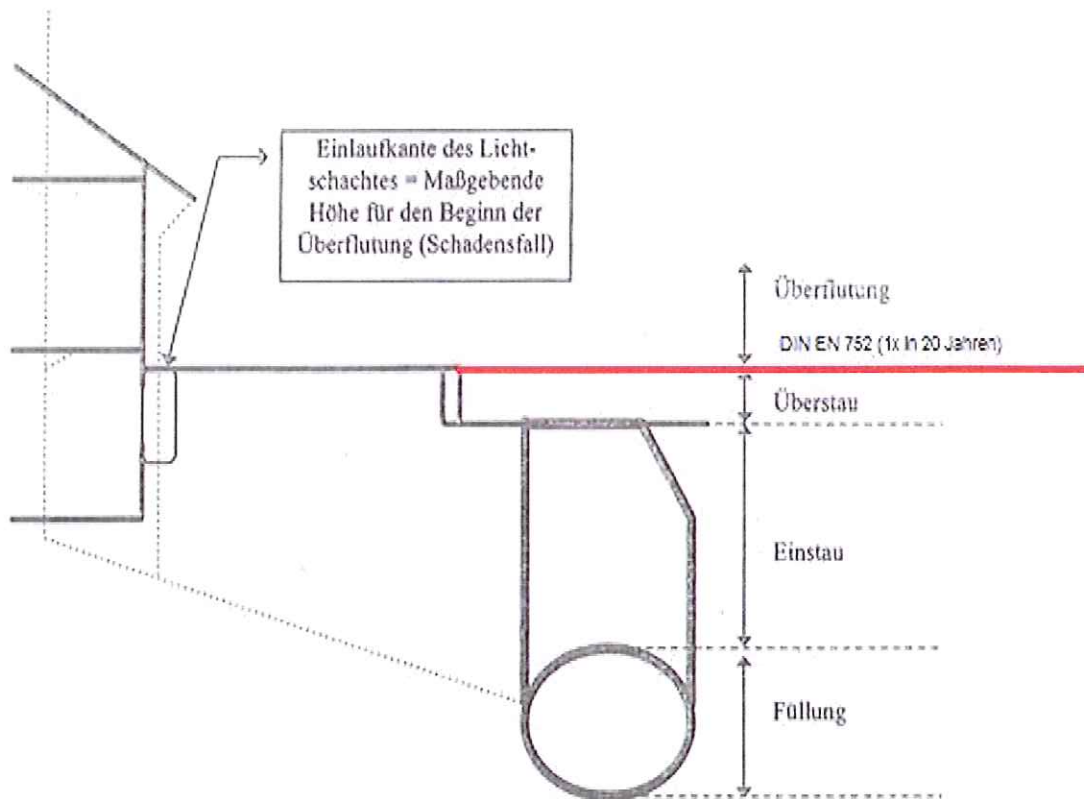 Einlaufkante des Licht-
schachtes = Maßgebende
Höhe für den Beginn der
Überflutung (Schadensfall)
Überflutung
DIN EN 752 (1x in 20 Jahren)
Überstau
Einstau
Füllung